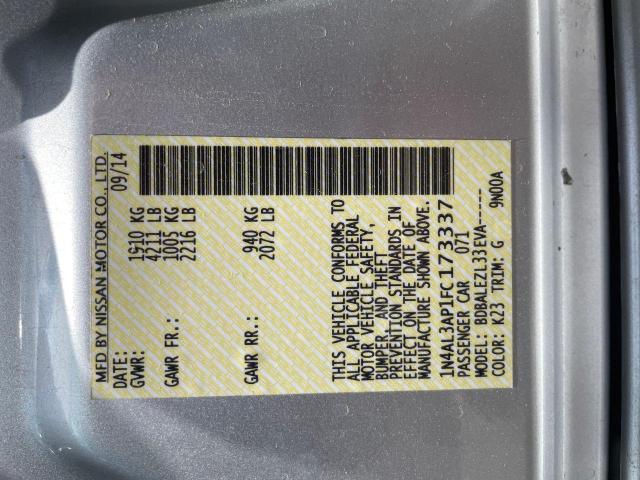 MFD BY NISSAN MOTOR CO., LTD.
DATE: 09/14
GVWR: 1910 KG
4211 LB
GAWR FR.: 1005 KG
2216 LB
GAWR RR.: 940 KG
2072 LB
THIS VEHICLE CONFORMS TO
ALL APPLICABLE FEDERAL
MOTOR VEHICLE SAFETY,
BUMPER, AND THEFT
PREVENTION STANDARDS IN
EFFECT ON THE DATE OF
MANUFACTURE SHOWN ABOVE.
1N4AL3AP1FC173337
PASSENGER CAR 071
MODEL: BDBALEZL33EVA-----
COLOR: K23 TRIM: G 9N00A